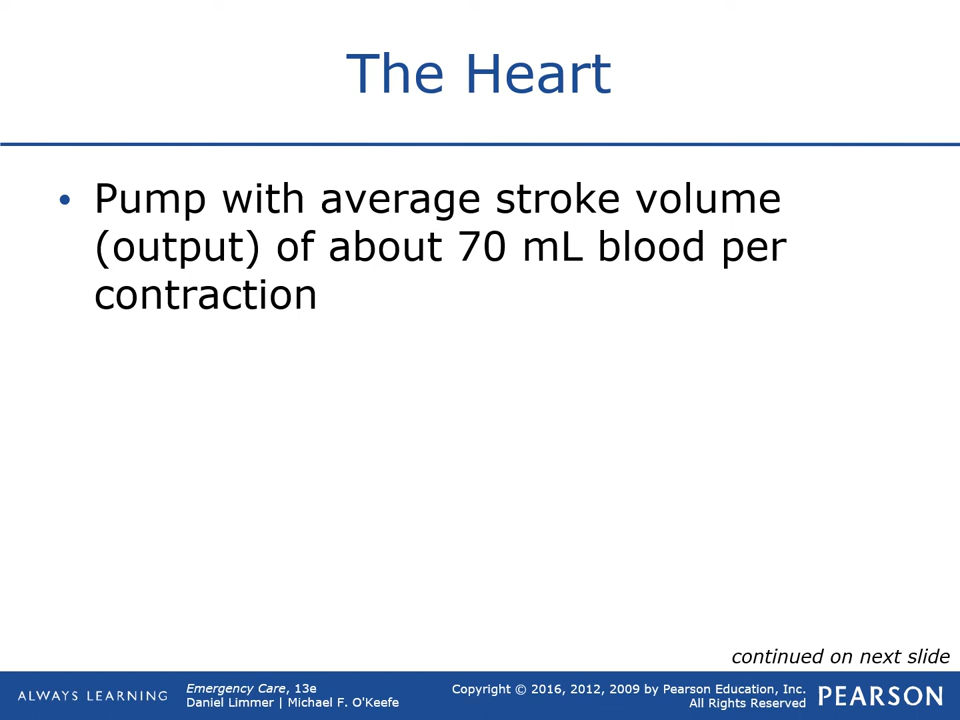 The Heart
• Pump with average stroke volume
(output) of about 70 mL blood per
contraction
continued on next slide
ALWAYS LEARNING
Emergency Care, 13e
Daniel Limmer | Michael F. O'Keefe
Copyright © 2016, 2012, 2009 by Pearson Education, Inc.
All Rights Reserved
PEARSON